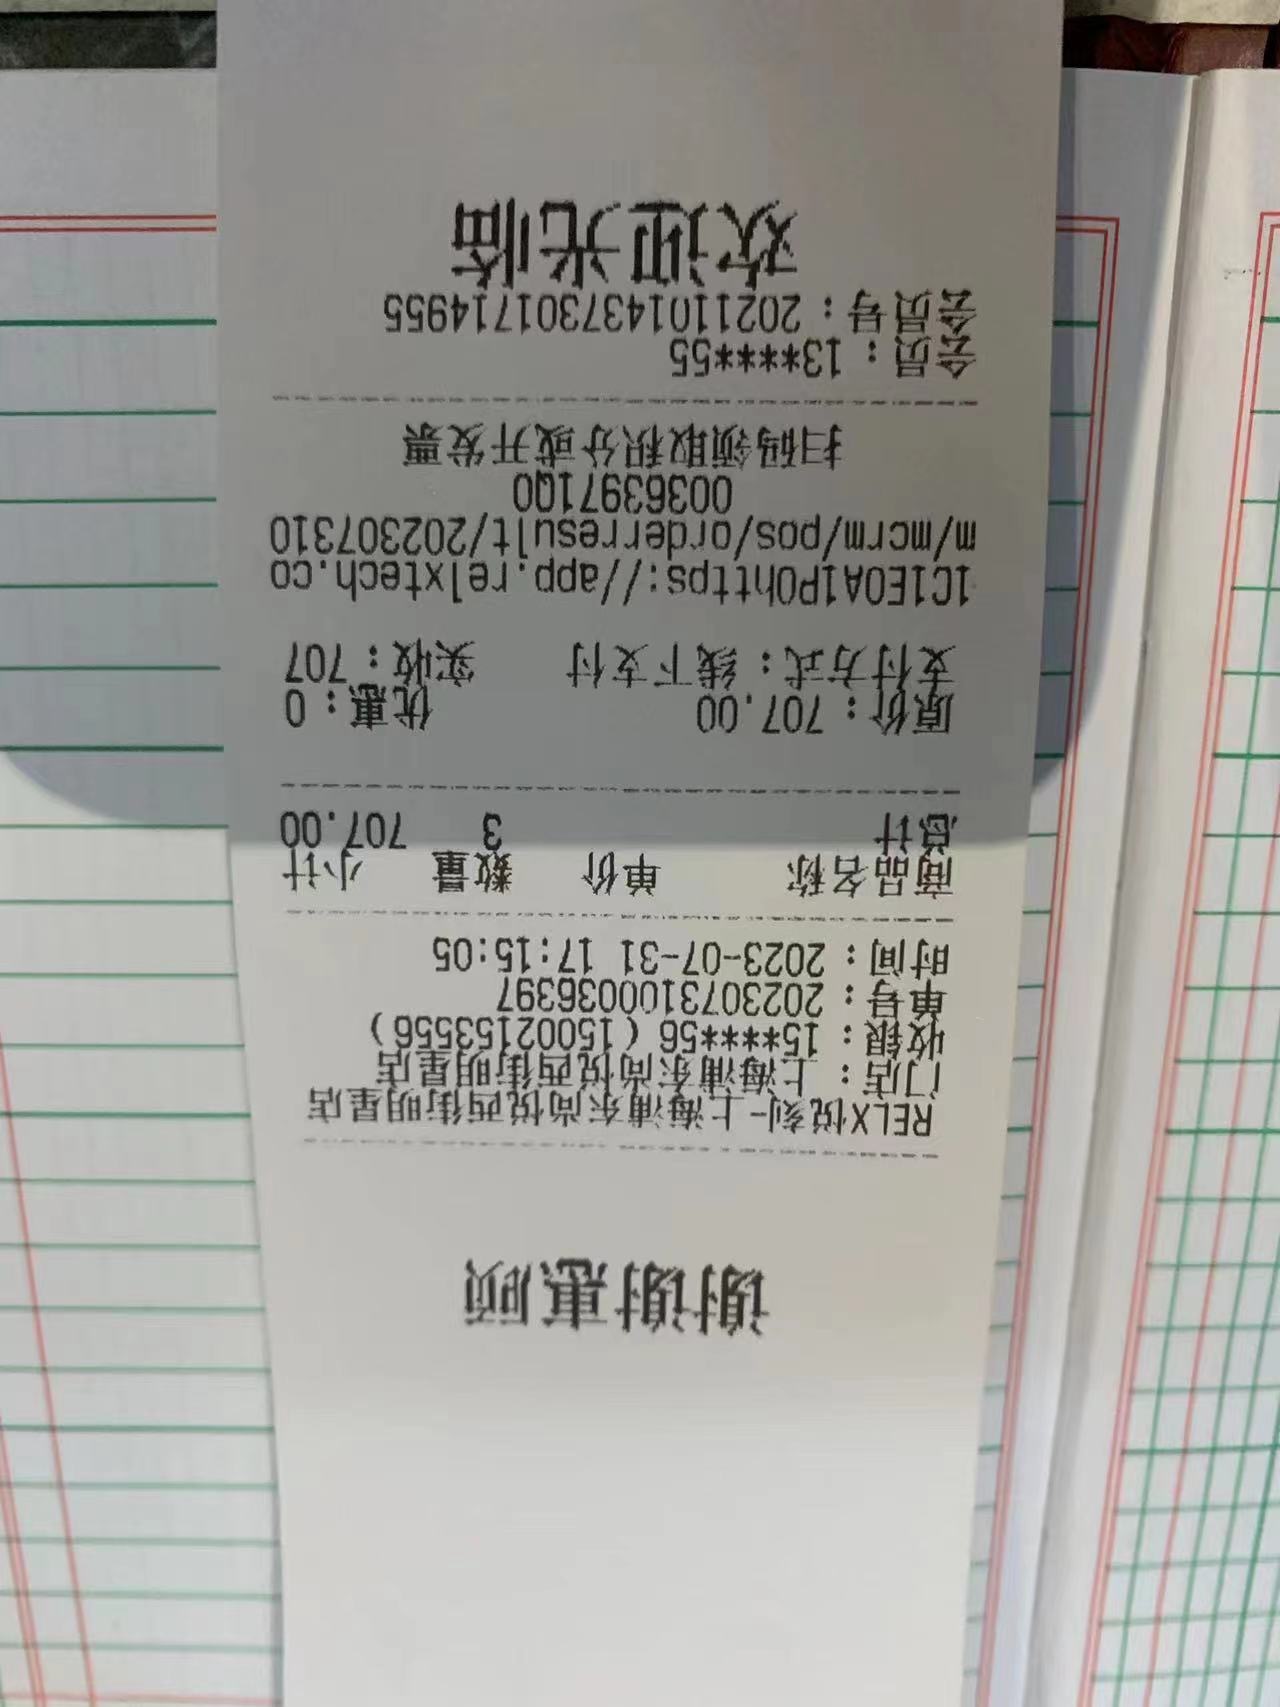 谢谢惠顾
RELX悦刻-上海浦东尚悦西街明星店
门店：上海浦东尚悦西街明星店
收银：15****56（15002153556）
单号：2023073100036397
时间：2023-07-31 17:15:05
商品名称 单价 数量 小计
总计 3 707.00
原价：707.00 优惠：0
支付方式：线下支付 实收：707
1C1E0A1P0https://app.relxtech.co
m/mcrm/pos/orderresult/202307310
00363971Q0
扫码领取积分或开发票
会员：13****55
会员号：2021101437301714955
欢迎光临